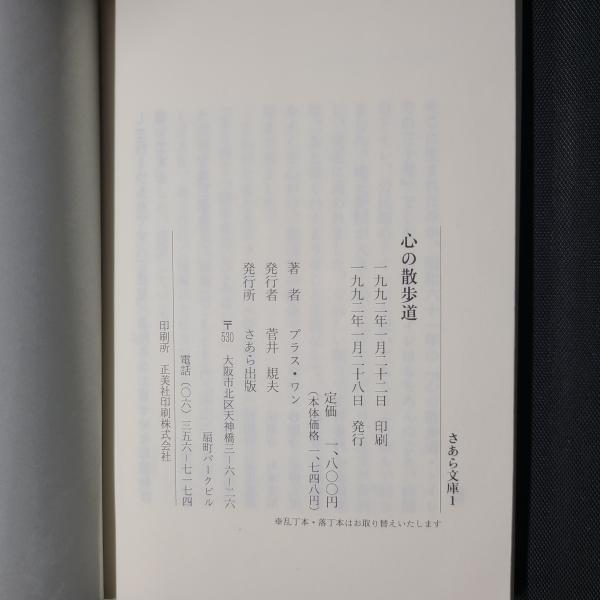 さあら文庫1
心の散歩道
一九九二年一月二十二日 印刷
一九九二年一月二十八日 発行
定価 一、八〇〇円
(本体価格 一、七四八円)
著者 プラス・ワン
発行者 菅井規夫
発行所 さあら出版
〒530 大阪市北区天神橋三-六-二六
扇町パークビル
電話(〇六)三五六-七一七四
印刷所 正美社印刷株式会社
※乱丁本・落丁本はお取り替えいたします